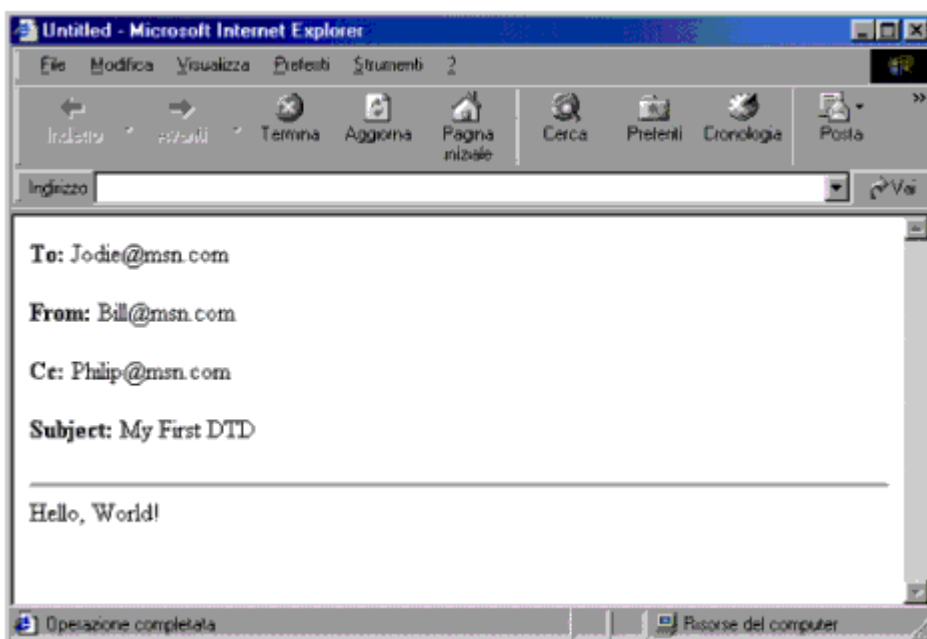 Untitled - Microsoft Internet Explorer
File Modifica Visualizza Preferiti Strumenti ?
Indietro Avanti Termina Aggiorna Pagina iniziale Cerca Preferiti Cronologia Posta »
Indirizzo Vai
To: Jodie@msn.com
From: Bill@msn.com
Cc: Philip@msn.com
Subject: My First DTD
Hello, World!
Operazione completata Risorse del computer